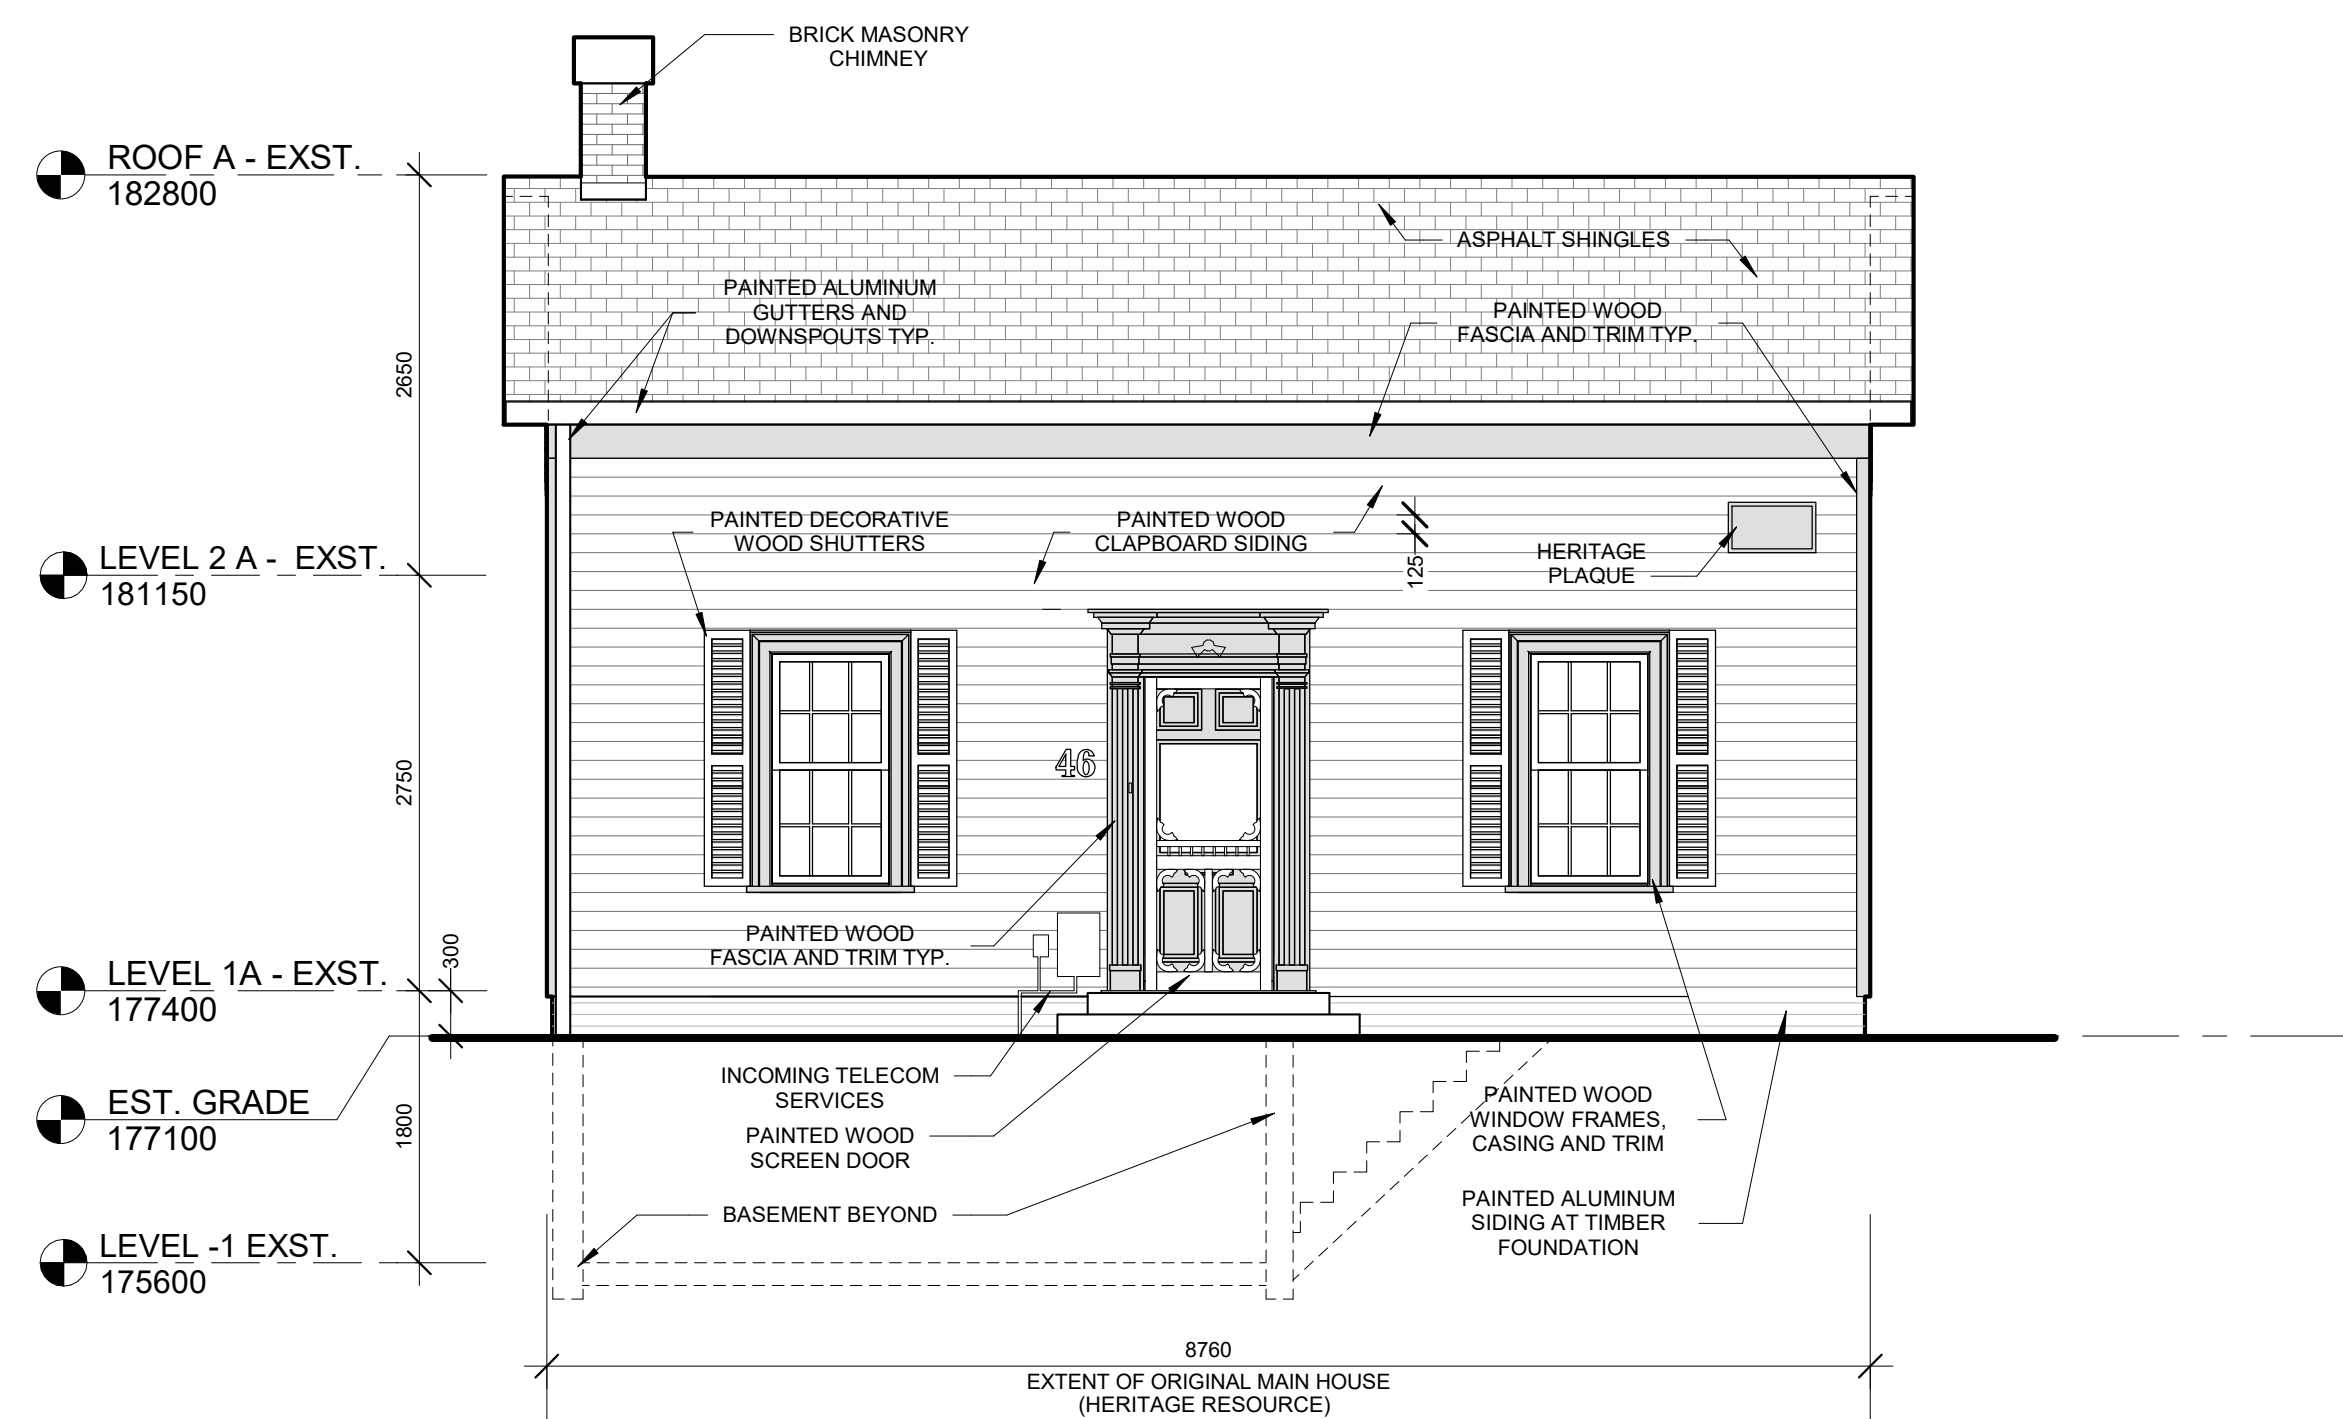 BRICK MASONRY
CHIMNEY
ROOF A - EXST.
182800
ASPHALT SHINGLES
PAINTED ALUMINUM
GUTTERS AND
DOWNSPOUTS TYP.
PAINTED WOOD
FASCIA AND TRIM TYP.
2650
PAINTED DECORATIVE
WOOD SHUTTERS
PAINTED WOOD
CLAPBOARD SIDING
125
HERITAGE
PLAQUE
LEVEL 2 A - EXST.
181150
46
2750
PAINTED WOOD
FASCIA AND TRIM TYP.
300
LEVEL 1A - EXST.
177400
INCOMING TELECOM
SERVICES
EST. GRADE
177100
1800
PAINTED WOOD
SCREEN DOOR
PAINTED WOOD
WINDOW FRAMES,
CASING AND TRIM
BASEMENT BEYOND
PAINTED ALUMINUM
SIDING AT TIMBER
FOUNDATION
LEVEL -1 EXST.
175600
8760
EXTENT OF ORIGINAL MAIN HOUSE
(HERITAGE RESOURCE)